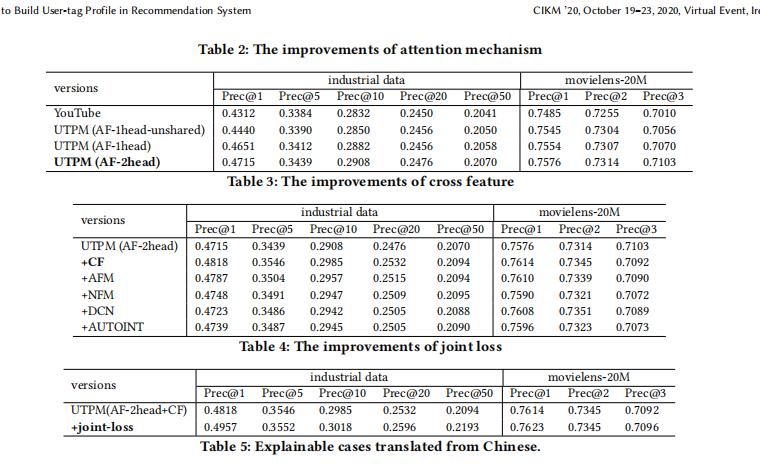 to Build User-tag Profile in Recommendation System CIKM '20, October 19–23, 2020, Virtual Event, Ire
Table 2: The improvements of attention mechanism
versions industrial data movielens-20M
Prec@1 Prec@5 Prec@10 Prec@20 Prec@50 Prec@1 Prec@2 Prec@3
YouTube 0.4312 0.3384 0.2832 0.2450 0.2041 0.7485 0.7255 0.7010
UTPM (AF-1head-unshared) 0.4440 0.3390 0.2850 0.2456 0.2050 0.7545 0.7304 0.7056
UTPM (AF-1head) 0.4651 0.3412 0.2882 0.2456 0.2058 0.7554 0.7307 0.7070
UTPM (AF-2head) 0.4715 0.3439 0.2908 0.2476 0.2070 0.7576 0.7314 0.7103
Table 3: The improvements of cross feature
versions industrial data movielens-20M
Prec@1 Prec@5 Prec@10 Prec@20 Prec@50 Prec@1 Prec@2 Prec@3
UTPM (AF-2head) 0.4715 0.3439 0.2908 0.2476 0.2070 0.7576 0.7314 0.7103
+CF 0.4818 0.3546 0.2985 0.2532 0.2094 0.7614 0.7345 0.7092
+AFM 0.4787 0.3504 0.2957 0.2515 0.2094 0.7610 0.7339 0.7090
+NFM 0.4748 0.3491 0.2947 0.2509 0.2095 0.7590 0.7321 0.7072
+DCN 0.4723 0.3486 0.2942 0.2505 0.2088 0.7608 0.7351 0.7089
+AUTOINT 0.4739 0.3487 0.2945 0.2505 0.2090 0.7596 0.7323 0.7073
Table 4: The improvements of joint loss
versions industrial data movielens-20M
Prec@1 Prec@5 Prec@10 Prec@20 Prec@50 Prec@1 Prec@2 Prec@3
UTPM(AF-2head+CF) 0.4818 0.3546 0.2985 0.2532 0.2094 0.7614 0.7345 0.7092
+joint-loss 0.4957 0.3552 0.3018 0.2596 0.2193 0.7623 0.7345 0.7096
Table 5: Explainable cases translated from Chinese.